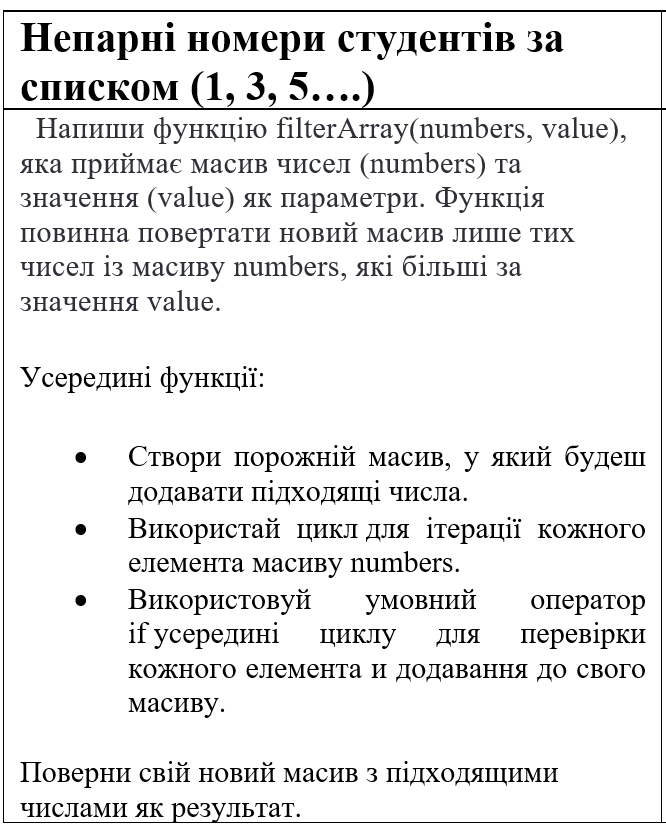 Непарні номери студентів за
списком (1, 3, 5….)
Напиши функцію filterArray(numbers, value),
яка приймає масив чисел (numbers) та
значення (value) як параметри. Функція
повинна повертати новий масив лише тих
чисел із масиву numbers, які більші за
значення value.
Усередині функції:
• Створи порожній масив, у який будеш
додавати підходящі числа.
• Використай цикл для ітерації кожного
елемента масиву numbers.
• Використовуй умовний оператор
if усередині циклу для перевірки
кожного елемента и додавання до свого
масиву.
Поверни свій новий масив з підходящими
числами як результат.